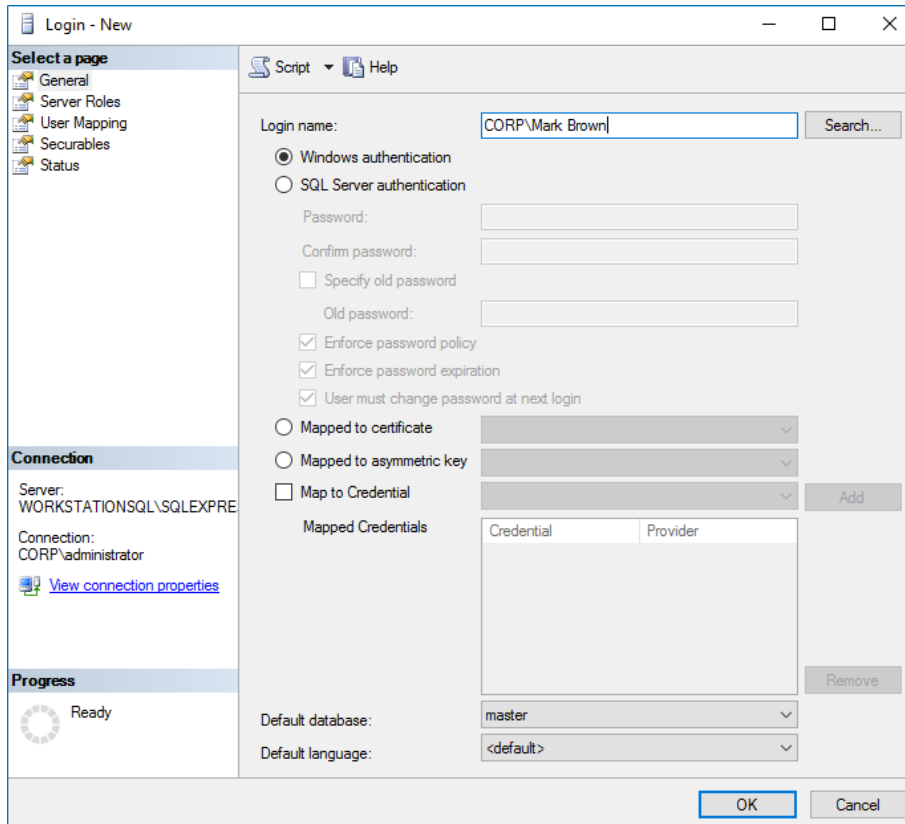 Login - New
Select a page
General
Server Roles
User Mapping
Securables
Status
Script
Help
Login name:
CORP\Mark Brown
Search...
Windows authentication
SQL Server authentication
Password:
Confirm password:
Specify old password
Old password:
Enforce password policy
Enforce password expiration
User must change password at next login
Mapped to certificate
Mapped to asymmetric key
Map to Credential
Add
Mapped Credentials
Credential
Provider
Remove
Default database:
master
Default language:
<default>
Connection
Server:
WORKSTATIONSQL\SQLEXPRE
Connection:
CORP\administrator
View connection properties
Progress
Ready
OK
Cancel